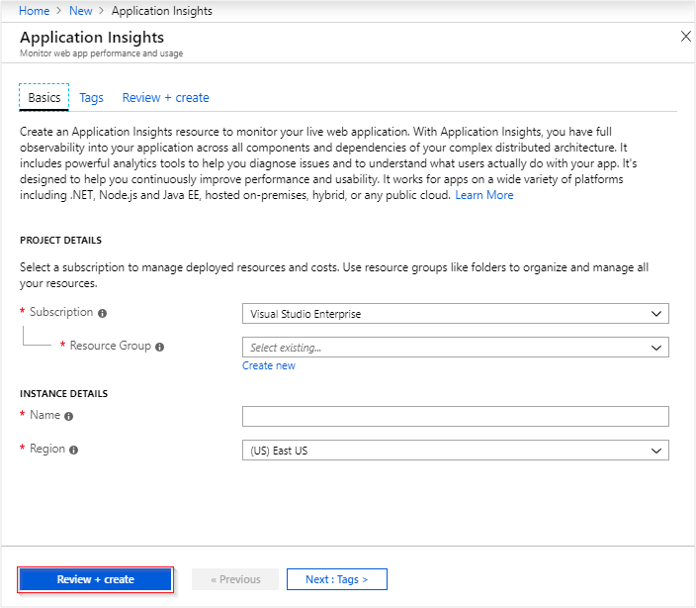 Home > New > Application Insights
Application Insights
Monitor web app performance and usage
Basics Tags Review + create
Create an Application Insights resource to monitor your live web application. With Application Insights, you have full
observability into your application across all components and dependencies of your complex distributed architecture. It
includes powerful analytics tools to help you diagnose issues and to understand what users actually do with your app. It's
designed to help you continuously improve performance and usability. It works for apps on a wide variety of platforms
including .NET, Node.js and Java EE, hosted on-premises, hybrid, or any public cloud. Learn More
PROJECT DETAILS
Select a subscription to manage deployed resources and costs. Use resource groups like folders to organize and manage all
your resources.
* Subscription Visual Studio Enterprise
* Resource Group Select existing...
Create new
INSTANCE DETAILS
* Name
* Region (US) East US
Review + create « Previous Next : Tags >